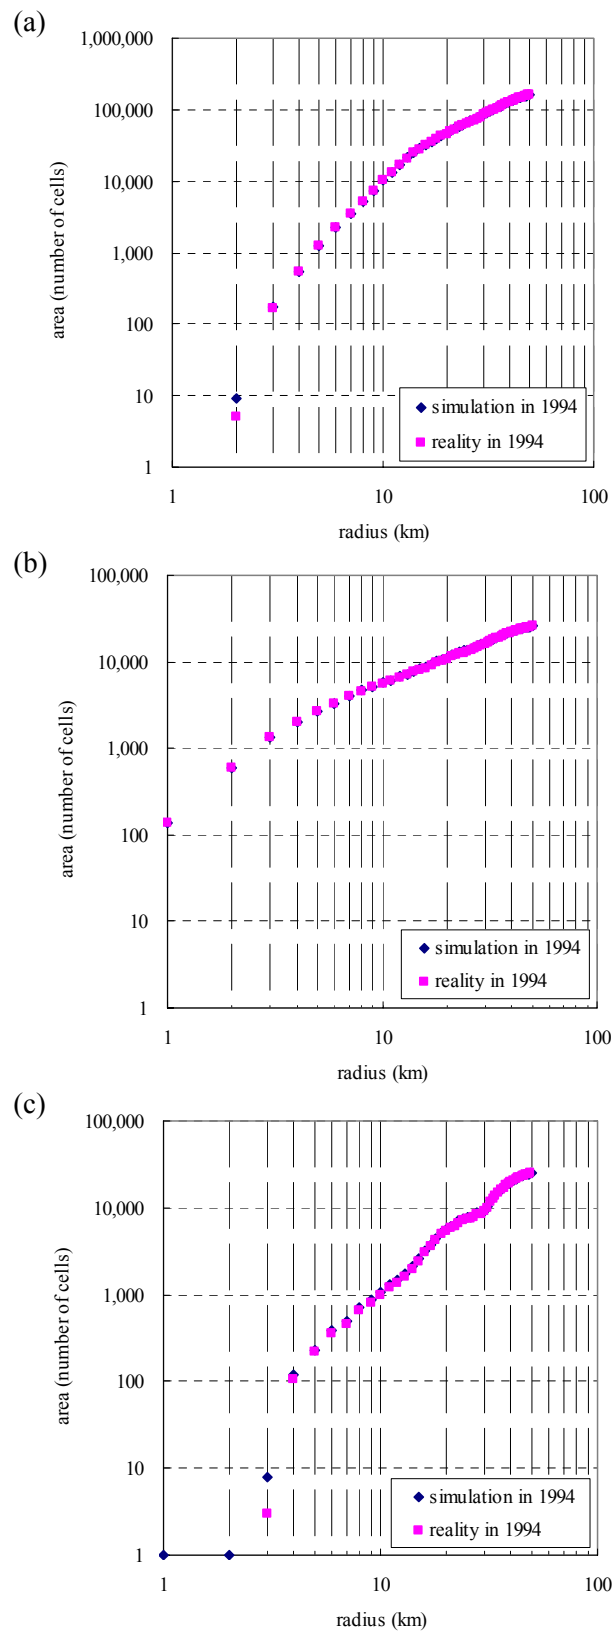 (a)
1,000,000
100,000
10,000
1,000
100
10
1
area (number of cells)
simulation in 1994
reality in 1994
1 10 100
radius (km)
(b)
100,000
10,000
1,000
100
10
1
area (number of cells)
simulation in 1994
reality in 1994
1 10 100
radius (km)
(c)
100,000
10,000
1,000
100
10
1
area (number of cells)
simulation in 1994
reality in 1994
1 10 100
radius (km)